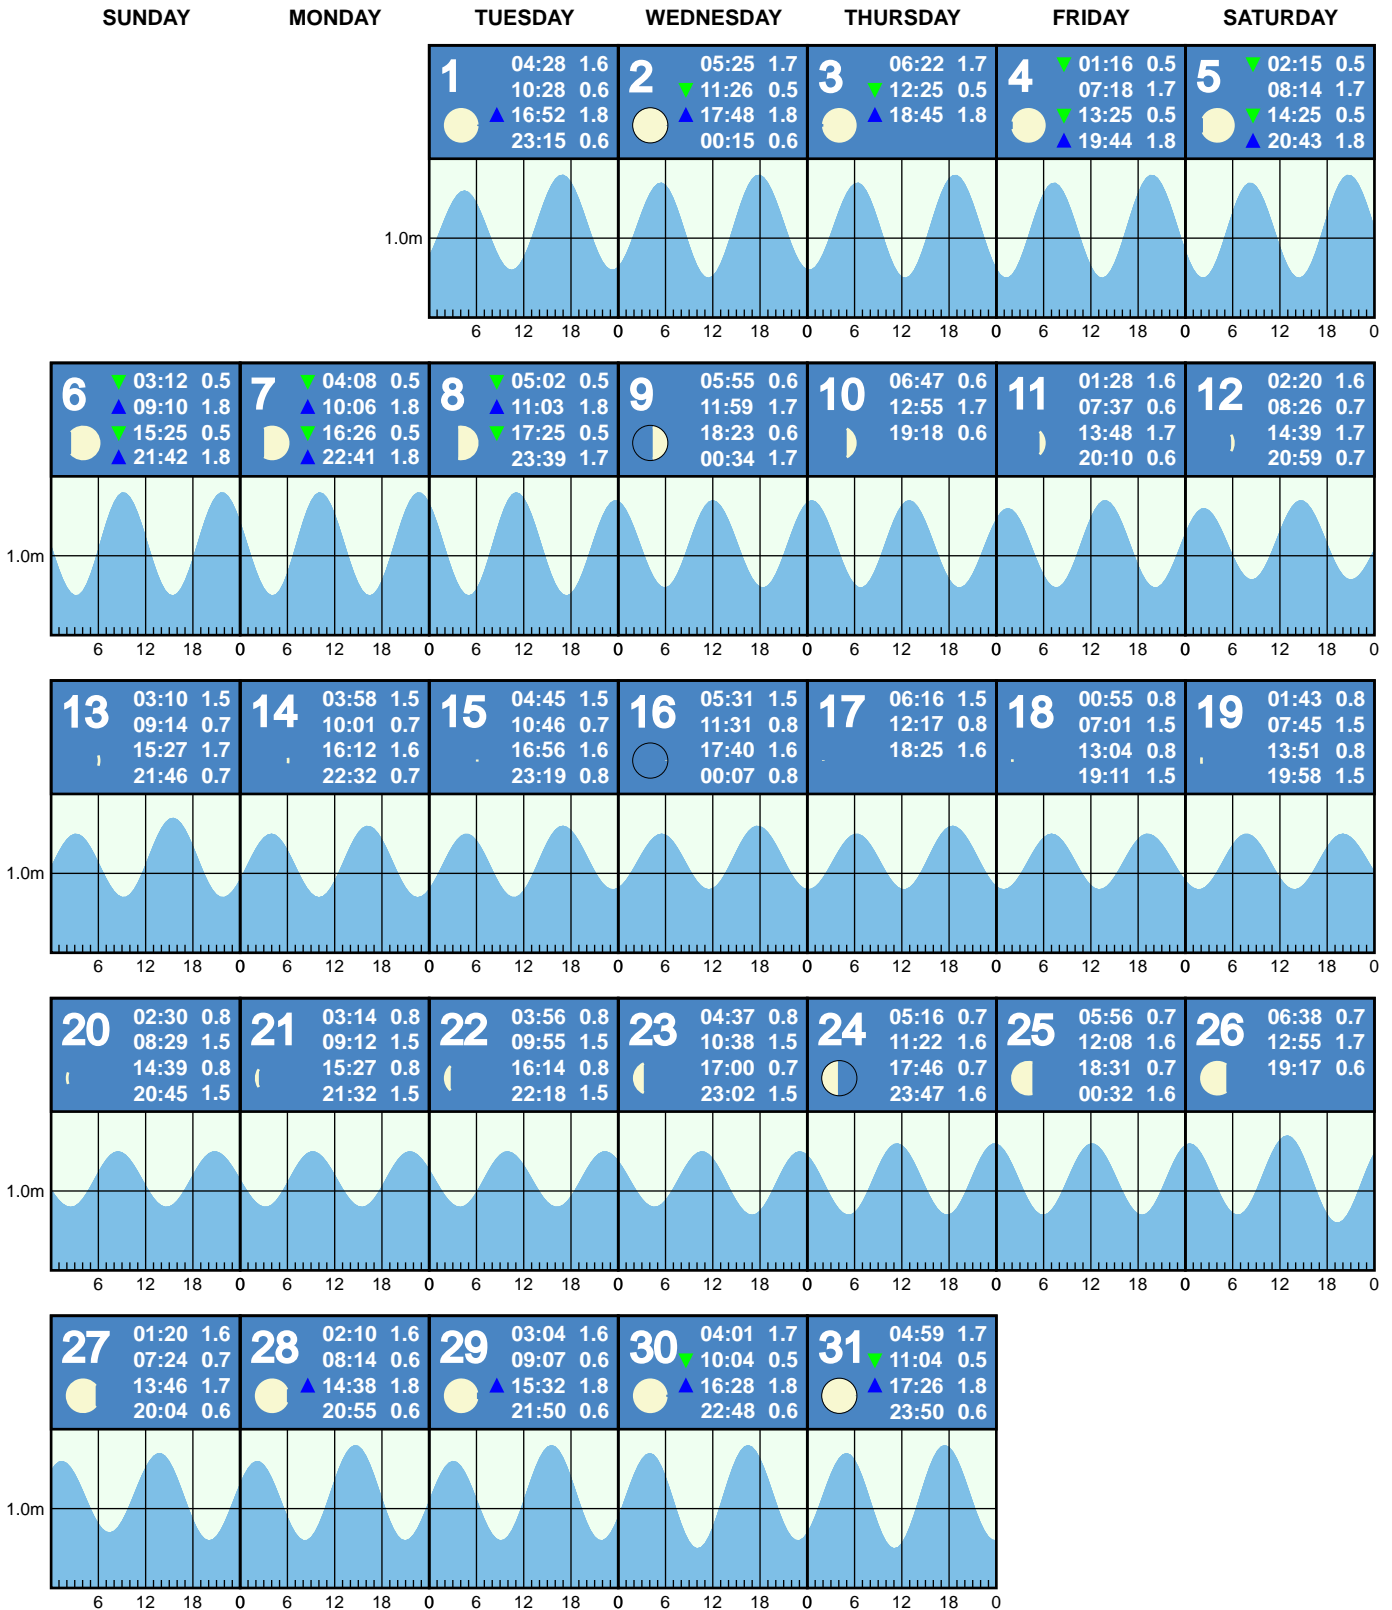 SUNDAY MONDAY TUESDAY WEDNESDAY THURSDAY FRIDAY SATURDAY
1 04:28 1.6
10:28 0.6
16:52 1.8
23:15 0.6
2 05:25 1.7
11:26 0.5
17:48 1.8
00:15 0.6
3 06:22 1.7
12:25 0.5
18:45 1.8
4 01:16 0.5
07:18 1.7
13:25 0.5
19:44 1.8
5 02:15 0.5
08:14 1.7
14:25 0.5
20:43 1.8
1.0m
6 12 18 0 6 12 18 0 6 12 18 0 6 12 18 0 6 12 18 0
6 03:12 0.5
09:10 1.8
15:25 0.5
21:42 1.8
7 04:08 0.5
10:06 1.8
16:26 0.5
22:41 1.8
8 05:02 0.5
11:03 1.8
17:25 0.5
23:39 1.7
9 05:55 0.6
11:59 1.7
18:23 0.6
00:34 1.7
10 06:47 0.6
12:55 1.7
19:18 0.6
11 01:28 1.6
07:37 0.6
13:48 1.7
20:10 0.6
12 02:20 1.6
08:26 0.7
14:39 1.7
20:59 0.7
1.0m
6 12 18 0 6 12 18 0 6 12 18 0 6 12 18 0 6 12 18 0 6 12 18 0 6 12 18 0
13 03:10 1.5
09:14 0.7
15:27 1.7
21:46 0.7
14 03:58 1.5
10:01 0.7
16:12 1.6
22:32 0.7
15 04:45 1.5
10:46 0.7
16:56 1.6
23:19 0.8
16 05:31 1.5
11:31 0.8
17:40 1.6
00:07 0.8
17 06:16 1.5
12:17 0.8
18:25 1.6
18 00:55 0.8
07:01 1.5
13:04 0.8
19:11 1.5
19 01:43 0.8
07:45 1.5
13:51 0.8
19:58 1.5
1.0m
6 12 18 0 6 12 18 0 6 12 18 0 6 12 18 0 6 12 18 0 6 12 18 0 6 12 18 0
20 02:30 0.8
08:29 1.5
14:39 0.8
20:45 1.5
21 03:14 0.8
09:12 1.5
15:27 0.8
21:32 1.5
22 03:56 0.8
09:55 1.5
16:14 0.8
22:18 1.5
23 04:37 0.8
10:38 1.5
17:00 0.7
23:02 1.5
24 05:16 0.7
11:22 1.6
17:46 0.7
23:47 1.6
25 05:56 0.7
12:08 1.6
18:31 0.7
00:32 1.6
26 06:38 0.7
12:55 1.7
19:17 0.6
1.0m
6 12 18 0 6 12 18 0 6 12 18 0 6 12 18 0 6 12 18 0 6 12 18 0 6 12 18 0
27 01:20 1.6
07:24 0.7
13:46 1.7
20:04 0.6
28 02:10 1.6
08:14 0.6
14:38 1.8
20:55 0.6
29 03:04 1.6
09:07 0.6
15:32 1.8
21:50 0.6
30 04:01 1.7
10:04 0.5
16:28 1.8
22:48 0.6
31 04:59 1.7
11:04 0.5
17:26 1.8
23:50 0.6
1.0m
6 12 18 0 6 12 18 0 6 12 18 0 6 12 18 0 6 12 18 0